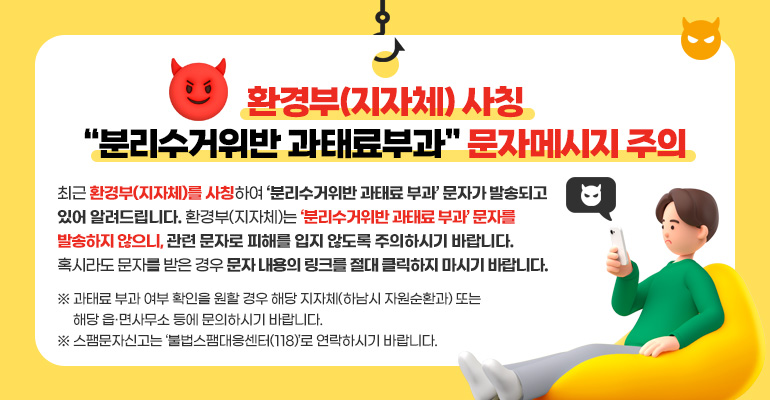 환경부(지자체) 사칭
“분리수거위반 과태료부과” 문자메시지 주의
최근 환경부(지자체)를 사칭하여 ‘분리수거위반 과태료 부과’ 문자가 발송되고
있어 알려드립니다. 환경부(지자체)는 ‘분리수거위반 과태료 부과’ 문자를
발송하지 않으니, 관련 문자로 피해를 입지 않도록 주의하시기 바랍니다.
혹시라도 문자를 받은 경우 문자 내용의 링크를 절대 클릭하지 마시기 바랍니다.
※ 과태료 부과 여부 확인을 원할 경우 해당 지자체(하남시 자원순환과) 또는
해당 읍·면사무소 등에 문의하시기 바랍니다.
※ 스팸문자신고는 ‘불법스팸대응센터(118)’로 연락하시기 바랍니다.